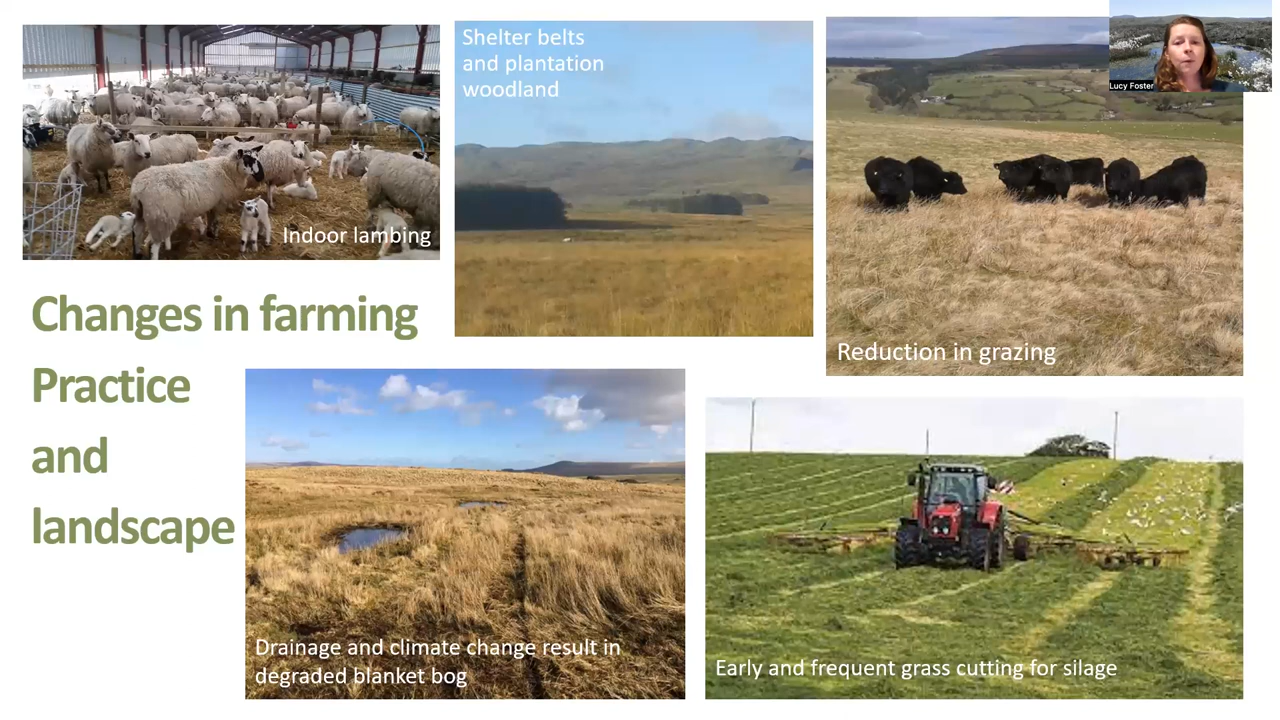 Shelter belts
and plantation
woodland
Lucy Foster
Indoor lambing
Changes in farming
Practice
and
landscape
Reduction in grazing
Drainage and climate change result in
degraded blanket bog
Early and frequent grass cutting for silage